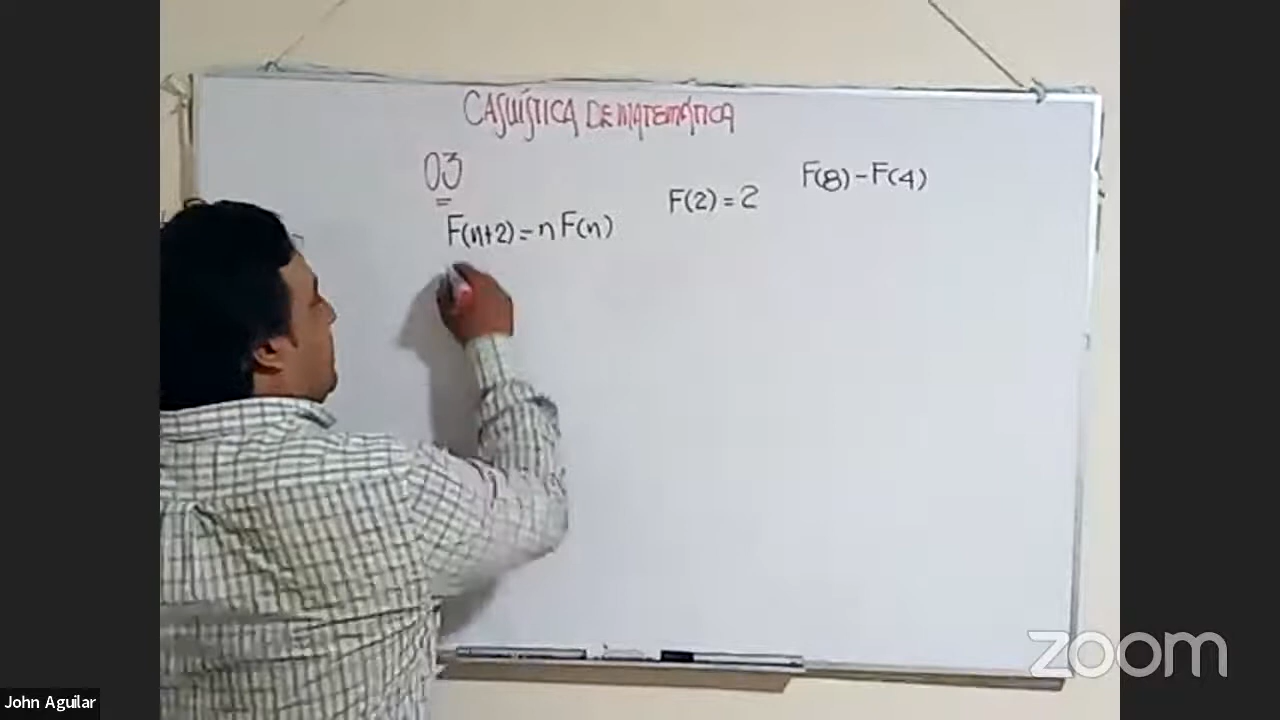 CASUÍSTICA DE MATEMÁTICA
03
F(n+2) = n F(n)
F(2) = 2
F(8) - F(4)
zoom
John Aguilar